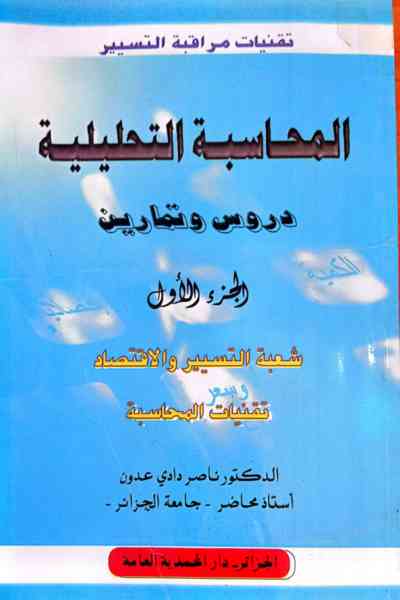 تقنيات مراقبة التسيير
المحاسبة التحليلية
دروس وتمارين
الجزء الأول
الكمية
شعبة التسيير والاقتصاد
وسعر
تقنيات المحاسبة
الدكتور ناصر دادي عدون
أستاذ محاضر - جامعة الجزائر -
الجزائر - دار المحمدية العامة